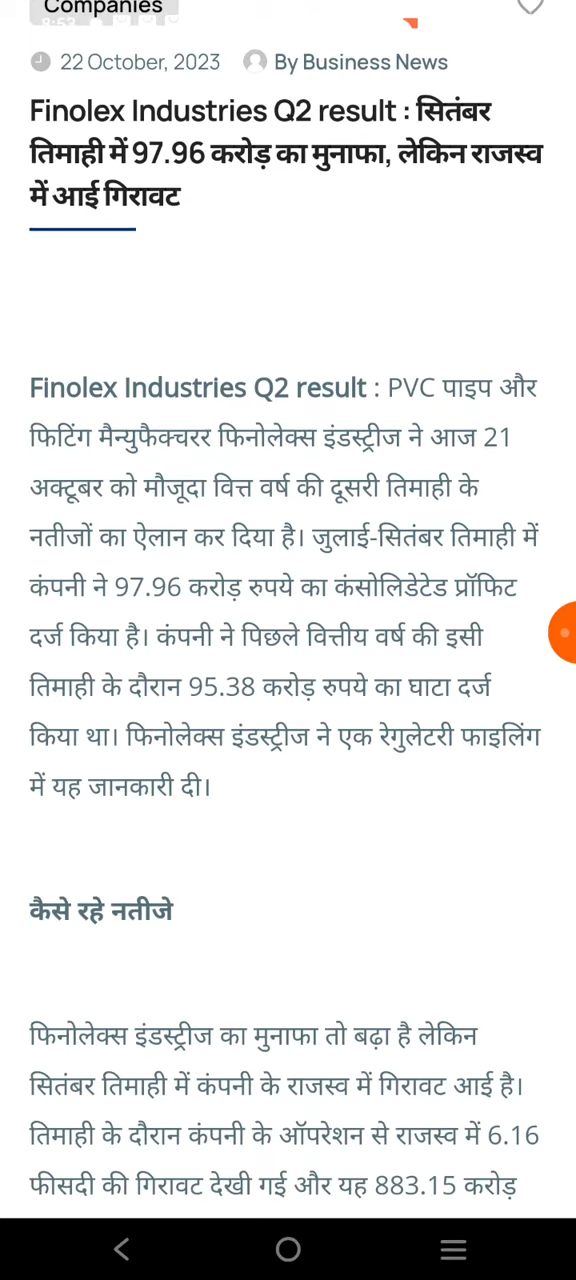 Companies
8:53
22 October, 2023 By Business News
Finolex Industries Q2 result : सितंबर
तिमाही में 97.96 करोड़ का मुनाफा, लेकिन राजस्व
में आई गिरावट
Finolex Industries Q2 result : PVC पाइप और
फिटिंग मैन्युफैक्चरर फिनोलेक्स इंडस्ट्रीज ने आज 21
अक्टूबर को मौजूदा वित्त वर्ष की दूसरी तिमाही के
नतीजों का ऐलान कर दिया है। जुलाई-सितंबर तिमाही में
कंपनी ने 97.96 करोड़ रुपये का कंसोलिडेटेड प्रॉफिट
दर्ज किया है। कंपनी ने पिछले वित्तीय वर्ष की इसी
तिमाही के दौरान 95.38 करोड़ रुपये का घाटा दर्ज
किया था। फिनोलेक्स इंडस्ट्रीज ने एक रेगुलेटरी फाइलिंग
में यह जानकारी दी।
कैसे रहे नतीजे
फिनोलेक्स इंडस्ट्रीज का मुनाफा तो बढ़ा है लेकिन
सितंबर तिमाही में कंपनी के राजस्व में गिरावट आई है।
तिमाही के दौरान कंपनी के ऑपरेशन से राजस्व में 6.16
फीसदी की गिरावट देखी गई और यह 883.15 करोड़